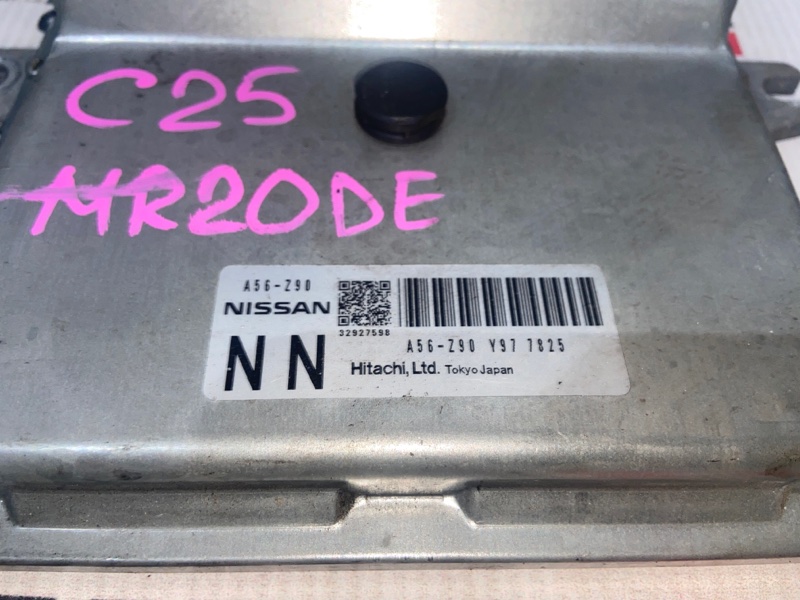 C25
MR20DE
A56-Z90
NISSAN
32927598
A56-Z90 Y97 7825
NN
Hitachi, Ltd. Tokyo Japan